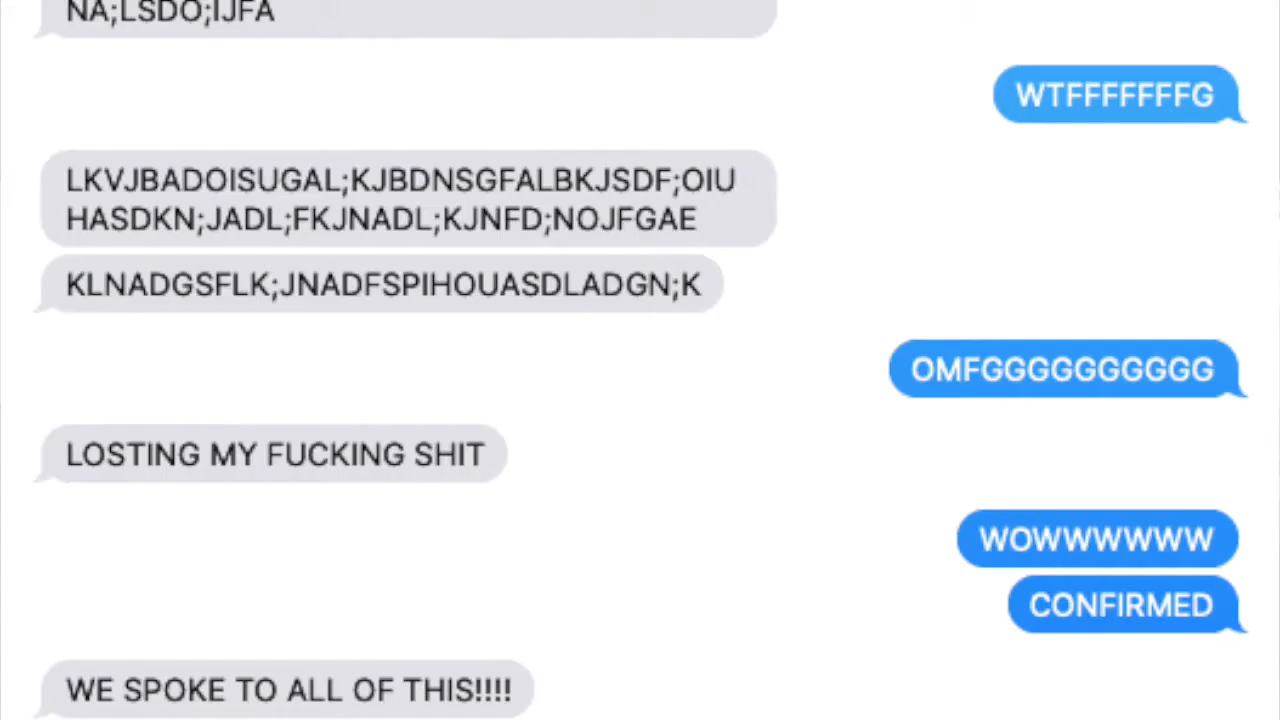 NA;LSDO;IJFA
WTFFFFFFFG
LKVJBADOISUGAL;KJBDNSGFALBKJSDF;OIU
HASDKN;JADL;FKJNADL;KJNFD;NOJFGAE
KLNADGSFLK;JNADFSPIHOUASDLADGN;K
OMFGGGGGGGGGG
LOSTING MY FUCKING SHIT
WOWWWWWW
CONFIRMED
WE SPOKE TO ALL OF THIS!!!!